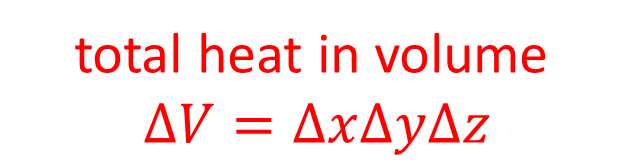 total heat in volume
Δ𝑉 = Δ𝑥Δ𝑦Δ𝑧